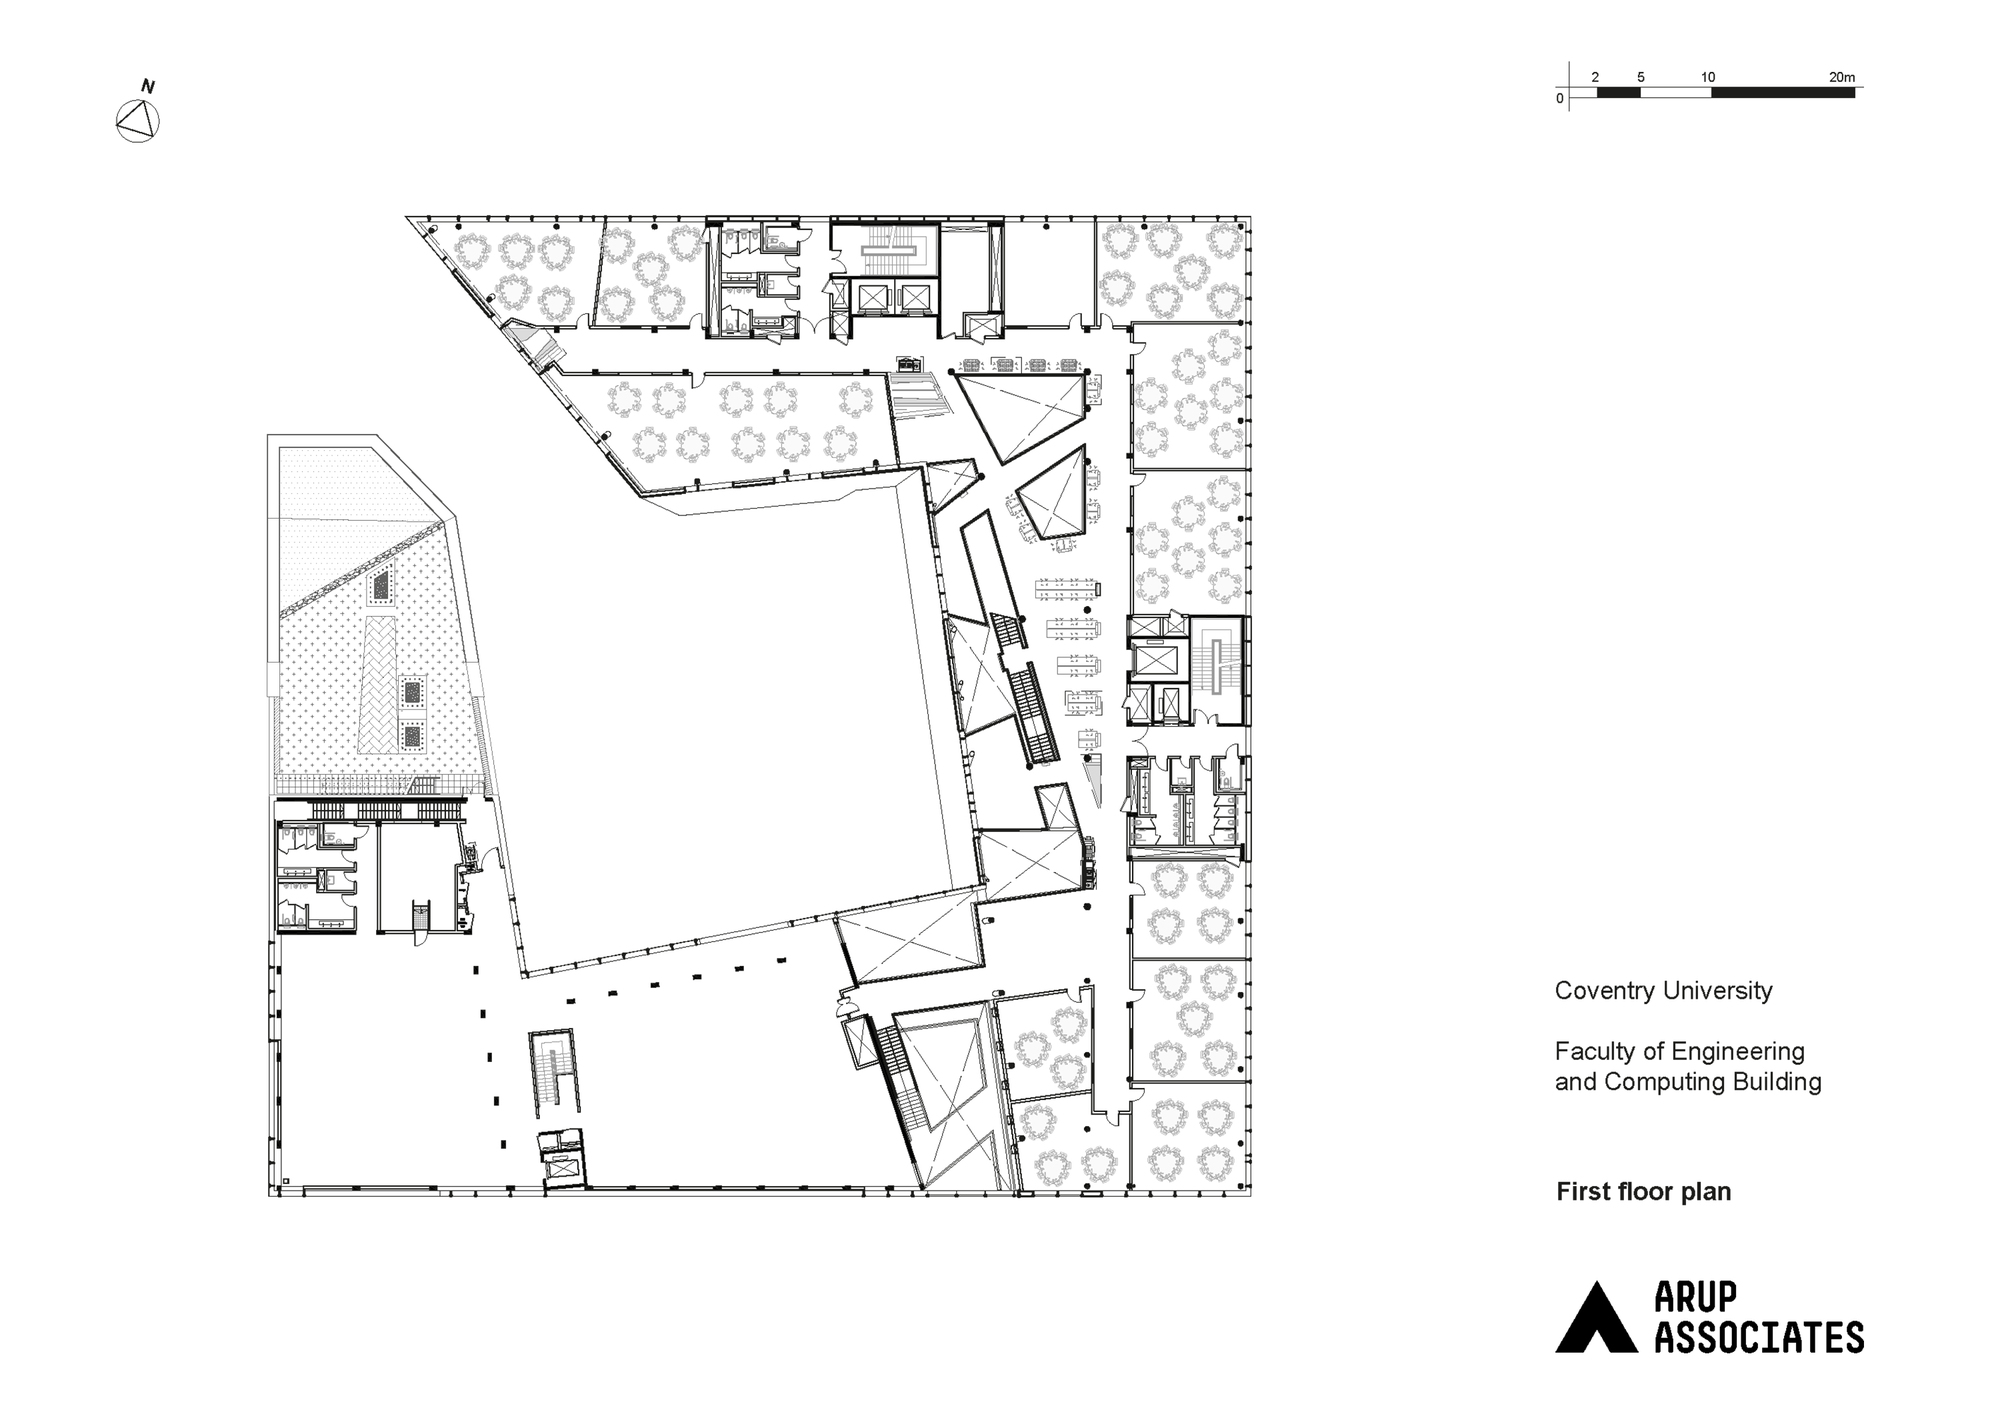 N
2 5 10 20m
0
Coventry University
Faculty of Engineering
and Computing Building
First floor plan
ARUP
ASSOCIATES